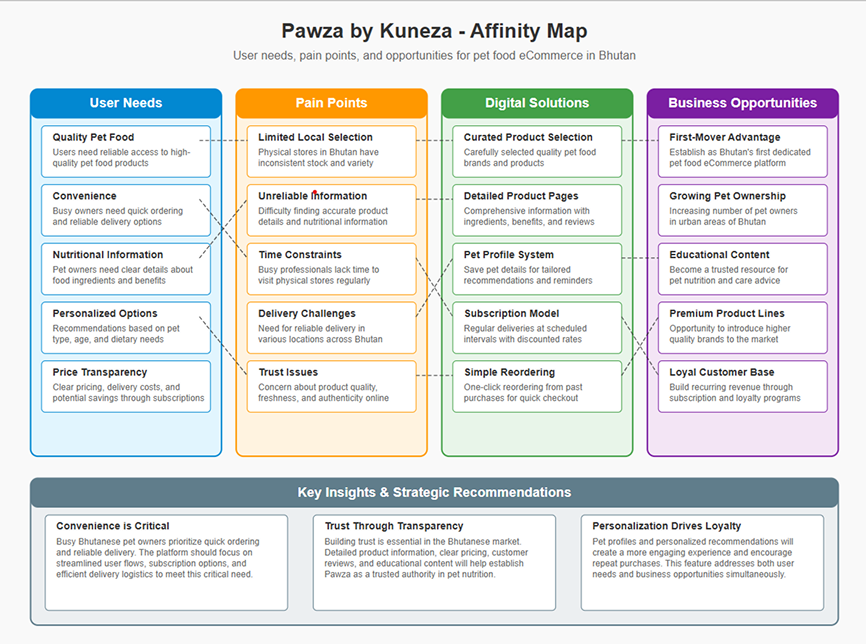 Pawza by Kuneza - Affinity Map
User needs, pain points, and opportunities for pet food eCommerce in Bhutan
User Needs
Quality Pet Food
Users need reliable access to high-
quality pet food products
Convenience
Busy owners need quick ordering
and reliable delivery options
Nutritional Information
Pet owners need clear details about
food ingredients and benefits
Personalized Options
Recommendations based on pet
type, age, and dietary needs
Price Transparency
Clear pricing, delivery costs, and
potential savings through subscriptions
Pain Points
Limited Local Selection
Physical stores in Bhutan have
inconsistent stock and variety
Unreliable Information
Difficulty finding accurate product
details and nutritional information
Time Constraints
Busy professionals lack time to
visit physical stores regularly
Delivery Challenges
Need for reliable delivery in
various locations across Bhutan
Trust Issues
Concern about product quality,
freshness, and authenticity online
Digital Solutions
Curated Product Selection
Carefully selected quality pet food
brands and products
Detailed Product Pages
Comprehensive information with
ingredients, benefits, and reviews
Pet Profile System
Save pet details for tailored
recommendations and reminders
Subscription Model
Regular deliveries at scheduled
intervals with discounted rates
Simple Reordering
One-click reordering from past
purchases for quick checkout
Business Opportunities
First-Mover Advantage
Establish as Bhutan's first dedicated
pet food eCommerce platform
Growing Pet Ownership
Increasing number of pet owners
in urban areas of Bhutan
Educational Content
Become a trusted resource for
pet nutrition and care advice
Premium Product Lines
Opportunity to introduce higher
quality brands to the market
Loyal Customer Base
Build recurring revenue through
subscription and loyalty programs
Key Insights & Strategic Recommendations
Convenience is Critical
Busy Bhutanese pet owners prioritize quick ordering
and reliable delivery. The platform should focus on
streamlined user flows, subscription options, and
efficient delivery logistics to meet this critical need.
Trust Through Transparency
Building trust is essential in the Bhutanese market.
Detailed product information, clear pricing, customer
reviews, and educational content will help establish
Pawza as a trusted authority in pet nutrition.
Personalization Drives Loyalty
Pet profiles and personalized recommendations will
create a more engaging experience and encourage
repeat purchases. This feature addresses both user
needs and business opportunities simultaneously.